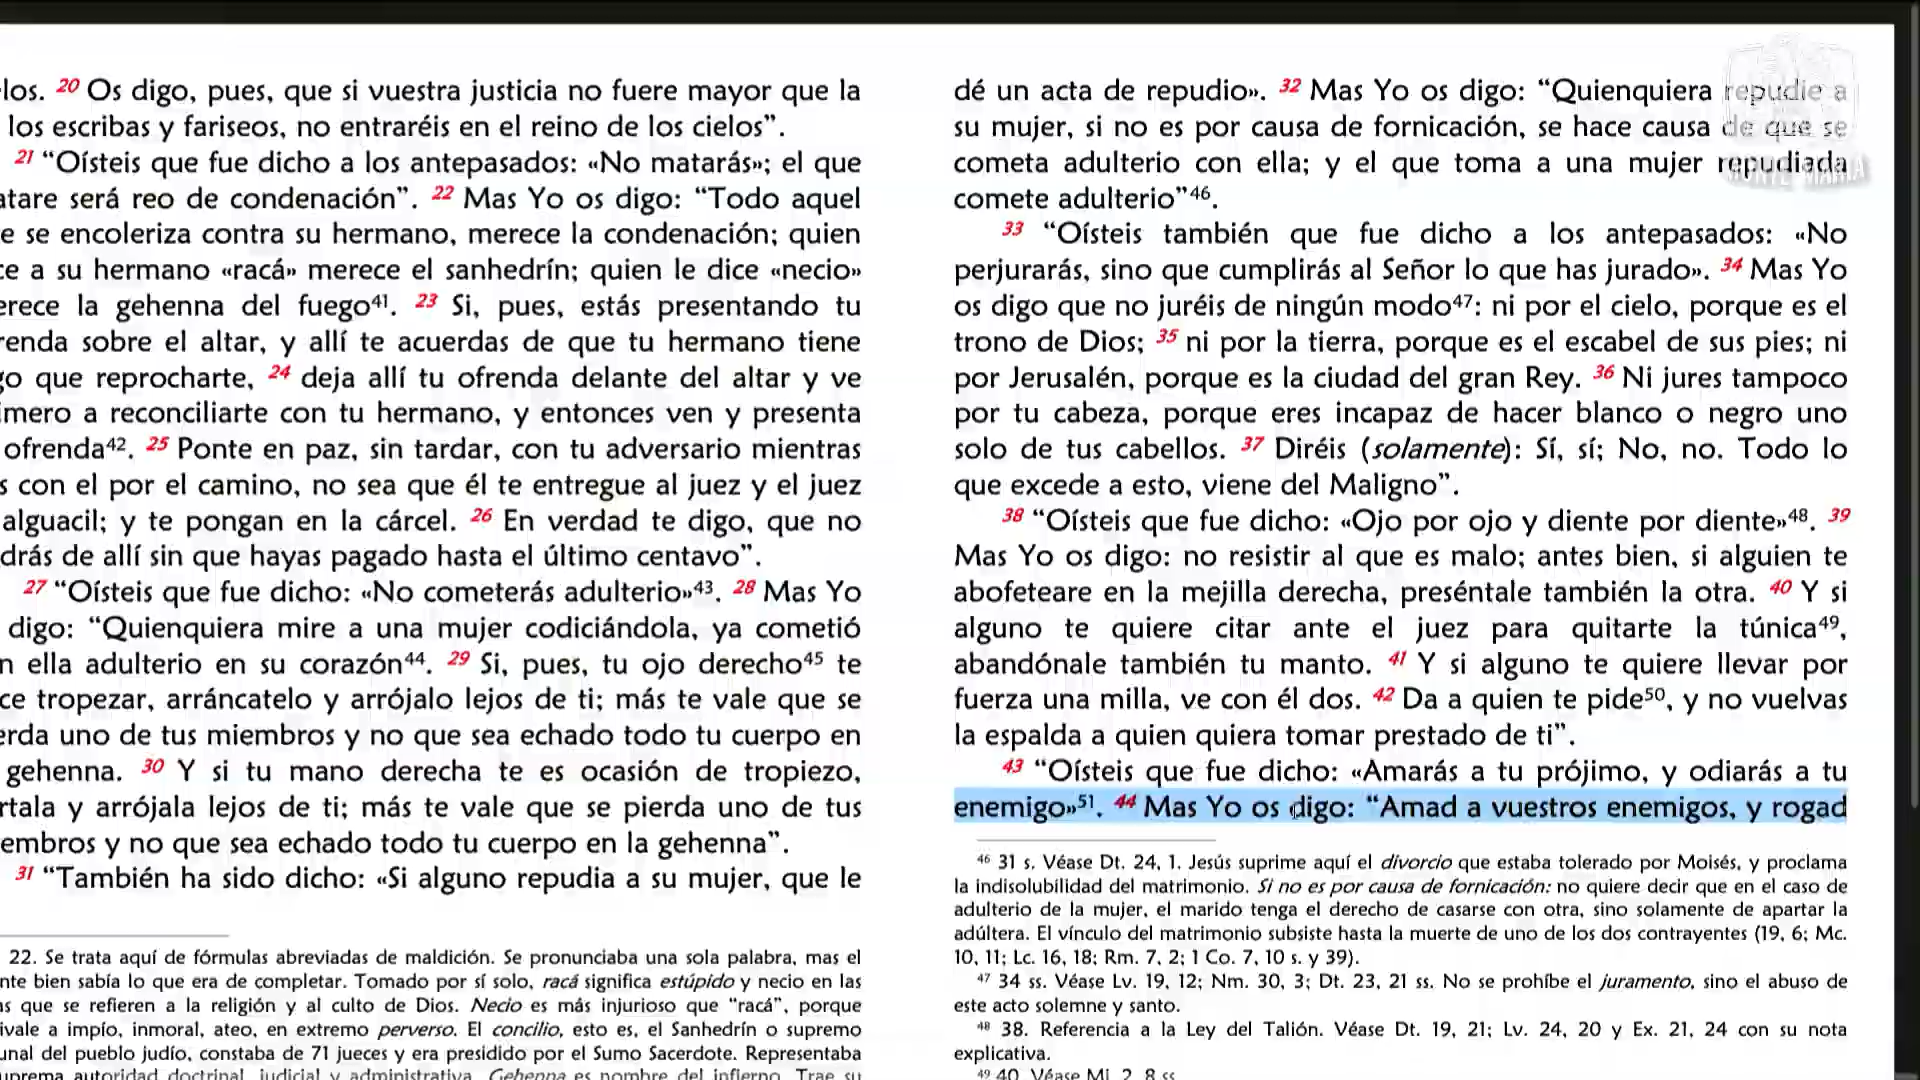 los. 20 Os digo, pues, que si vuestra justicia no fuere mayor que la
los escribas y fariseos, no entraréis en el reino de los cielos”.
21 “Oísteis que fue dicho a los antepasados: «No matarás»; el que
atare será reo de condenación”. 22 Mas Yo os digo: “Todo aquel
e se encoleriza contra su hermano, merece la condenación; quien
ce a su hermano «racá» merece el sanhedrín; quien le dice «necio»
erece la gehenna del fuego41. 23 Si, pues, estás presentando tu
renda sobre el altar, y allí te acuerdas de que tu hermano tiene
go que reprocharte, 24 deja allí tu ofrenda delante del altar y ve
imero a reconciliarte con tu hermano, y entonces ven y presenta
ofrenda42. 25 Ponte en paz, sin tardar, con tu adversario mientras
s con el por el camino, no sea que él te entregue al juez y el juez
alguacil; y te pongan en la cárcel. 26 En verdad te digo, que no
drás de allí sin que hayas pagado hasta el último centavo”.
27 “Oísteis que fue dicho: «No cometerás adulterio»43. 28 Mas Yo
digo: “Quienquiera mire a una mujer codiciándola, ya cometió
n ella adulterio en su corazón44. 29 Si, pues, tu ojo derecho45 te
ce tropezar, arráncatelo y arrójalo lejos de ti; más te vale que se
erda uno de tus miembros y no que sea echado todo tu cuerpo en
gehenna. 30 Y si tu mano derecha te es ocasión de tropiezo,
rtala y arrójala lejos de ti; más te vale que se pierda uno de tus
embros y no que sea echado todo tu cuerpo en la gehenna”.
31 “También ha sido dicho: «Si alguno repudia a su mujer, que le
22. Se trata aquí de fórmulas abreviadas de maldición. Se pronunciaba una sola palabra, mas el
nte bien sabía lo que era de completar. Tomado por sí solo, racá significa estúpido y necio en las
as que se refieren a la religión y al culto de Dios. Necio es más injurioso que “racá”, porque
ivale a impío, inmoral, ateo, en extremo perverso. El concilio, esto es, el Sanhedrín o supremo
unal del pueblo judío, constaba de 71 jueces y era presidido por el Sumo Sacerdote. Representaba
uprema autoridad doctrinal, judicial y administrativa. Gehenna es nombre del infierno. Trae su
dé un acta de repudio». 32 Mas Yo os digo: “Quienquiera repudie a
su mujer, si no es por causa de fornicación, se hace causa de que se
cometa adulterio con ella; y el que toma a una mujer repudiada
comete adulterio”46.
33 “Oísteis también que fue dicho a los antepasados: «No
perjurarás, sino que cumplirás al Señor lo que has jurado». 34 Mas Yo
os digo que no juréis de ningún modo47: ni por el cielo, porque es el
trono de Dios; 35 ni por la tierra, porque es el escabel de sus pies; ni
por Jerusalén, porque es la ciudad del gran Rey. 36 Ni jures tampoco
por tu cabeza, porque eres incapaz de hacer blanco o negro uno
solo de tus cabellos. 37 Diréis (solamente): Sí, sí; No, no. Todo lo
que excede a esto, viene del Maligno”.
38 “Oísteis que fue dicho: «Ojo por ojo y diente por diente»48. 39
Mas Yo os digo: no resistir al que es malo; antes bien, si alguien te
abofeteare en la mejilla derecha, preséntale también la otra. 40 Y si
alguno te quiere citar ante el juez para quitarte la túnica49,
abandónale también tu manto. 41 Y si alguno te quiere llevar por
fuerza una milla, ve con él dos. 42 Da a quien te pide50, y no vuelvas
la espalda a quien quiera tomar prestado de ti”.
43 “Oísteis que fue dicho: «Amarás a tu prójimo, y odiarás a tu
enemigo»51. 44 Mas Yo os digo: “Amad a vuestros enemigos, y rogad
46 31 s. Véase Dt. 24, 1. Jesús suprime aquí el divorcio que estaba tolerado por Moisés, y proclama
la indisolubilidad del matrimonio. Si no es por causa de fornicación: no quiere decir que en el caso de
adulterio de la mujer, el marido tenga el derecho de casarse con otra, sino solamente de apartar la
adúltera. El vínculo del matrimonio subsiste hasta la muerte de uno de los dos contrayentes (19, 6; Mc.
10, 11; Lc. 16, 18; Rm. 7, 2; 1 Co. 7, 10 s. y 39).
47 34 ss. Véase Lv. 19, 12; Nm. 30, 3; Dt. 23, 21 ss. No se prohíbe el juramento, sino el abuso de
este acto solemne y santo.
48 38. Referencia a la Ley del Talión. Véase Dt. 19, 21; Lv. 24, 20 y Ex. 21, 24 con su nota
explicativa.
49 40. Véase Mi. 2, 8 ss.
MONTE MARIA